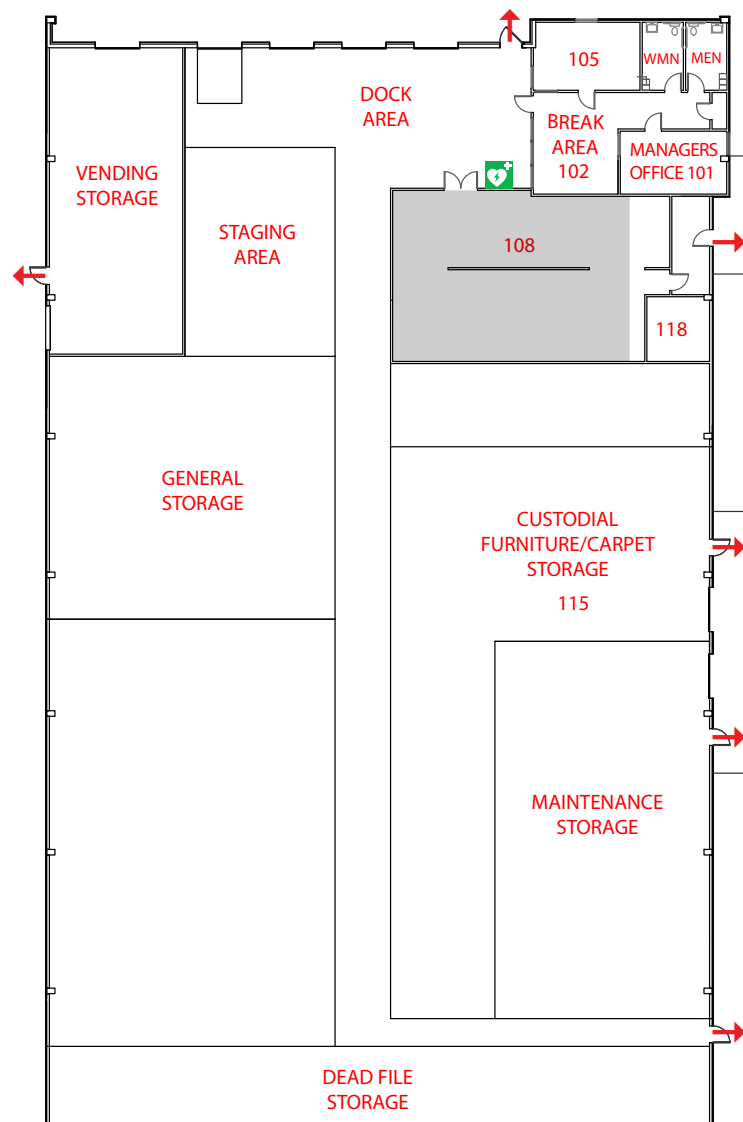 105
WMN
MEN
DOCK
AREA
BREAK
AREA
102
MANAGERS
OFFICE 101
VENDING
STORAGE
STAGING
AREA
108
118
GENERAL
STORAGE
CUSTODIAL
FURNITURE/CARPET
STORAGE
115
MAINTENANCE
STORAGE
DEAD FILE
STORAGE